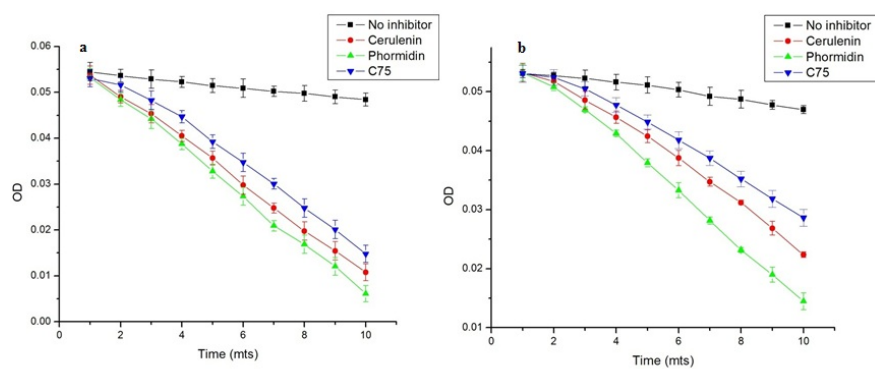 a
No inhibitor
Cerulenin
Phormidin
C75
0.06
0.05
0.04
0.03
0.02
0.01
0.00
OD
0 2 4 6 8 10
Time (mts)
b
No inhibitor
Cerulenin
Phormidin
C75
0.05
0.04
0.03
0.02
0.01
OD
0 2 4 6 8 10
Time (mts)